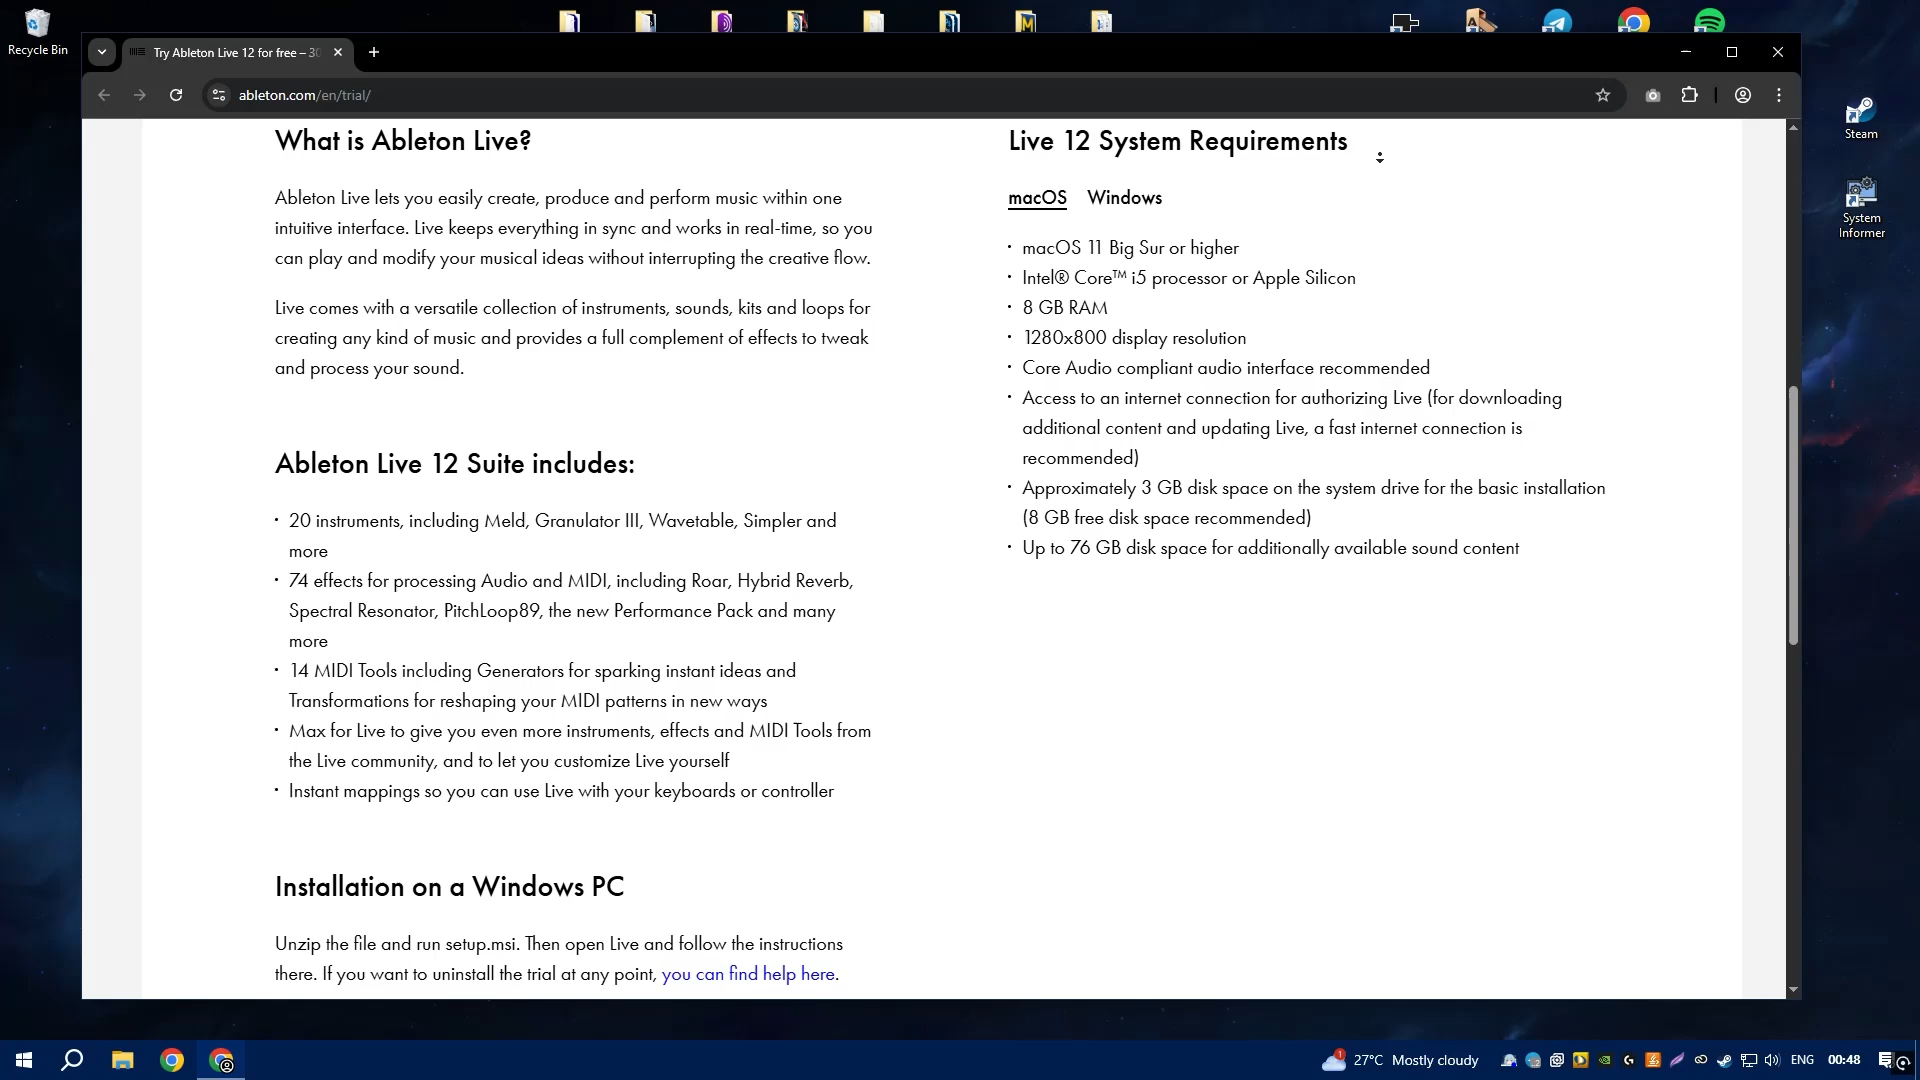 Recycle Bin
Try Ableton Live 12 for free – 30
ableton.com/en/trial/
Steam
System
Informer
What is Ableton Live?
Ableton Live lets you easily create, produce and perform music within one
intuitive interface. Live keeps everything in sync and works in real-time, so you
can play and modify your musical ideas without interrupting the creative flow.
Live comes with a versatile collection of instruments, sounds, kits and loops for
creating any kind of music and provides a full complement of effects to tweak
and process your sound.
Ableton Live 12 Suite includes:
· 20 instruments, including Meld, Granulator III, Wavetable, Simpler and
more
· 74 effects for processing Audio and MIDI, including Roar, Hybrid Reverb,
Spectral Resonator, PitchLoop89, the new Performance Pack and many
more
· 14 MIDI Tools including Generators for sparking instant ideas and
Transformations for reshaping your MIDI patterns in new ways
· Max for Live to give you even more instruments, effects and MIDI Tools from
the Live community, and to let you customize Live yourself
· Instant mappings so you can use Live with your keyboards or controller
Installation on a Windows PC
Unzip the file and run setup.msi. Then open Live and follow the instructions
there. If you want to uninstall the trial at any point, you can find help here.
Live 12 System Requirements
macOS Windows
· macOS 11 Big Sur or higher
· Intel® Core™ i5 processor or Apple Silicon
· 8 GB RAM
· 1280x800 display resolution
· Core Audio compliant audio interface recommended
· Access to an internet connection for authorizing Live (for downloading
additional content and updating Live, a fast internet connection is
recommended)
· Approximately 3 GB disk space on the system drive for the basic installation
(8 GB free disk space recommended)
· Up to 76 GB disk space for additionally available sound content
1
27°C Mostly cloudy
ENG
00:48